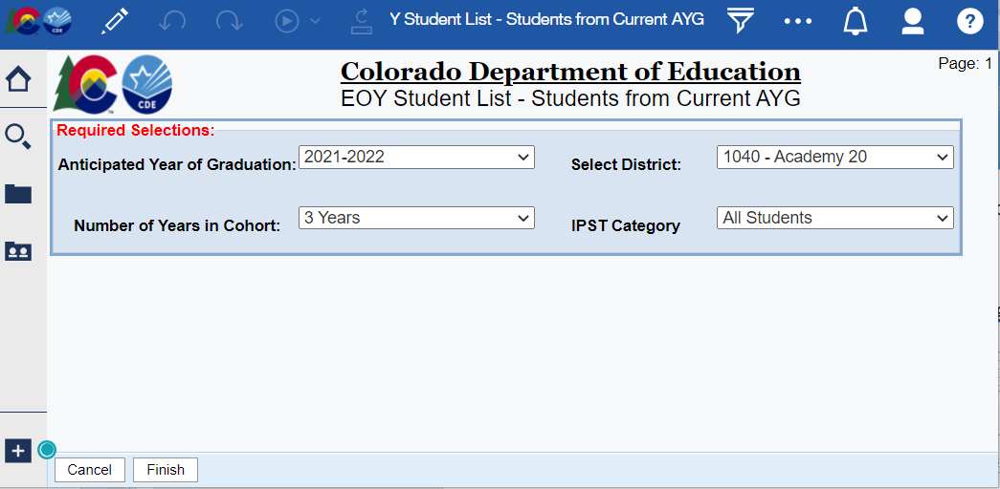 CDE
Y Student List - Students from Current AYG
?
Page: 1
CDE
Colorado Department of Education
EOY Student List - Students from Current AYG
Required Selections:
Anticipated Year of Graduation: 2021-2022
Select District: 1040 - Academy 20
Number of Years in Cohort: 3 Years
IPST Category All Students
Cancel Finish